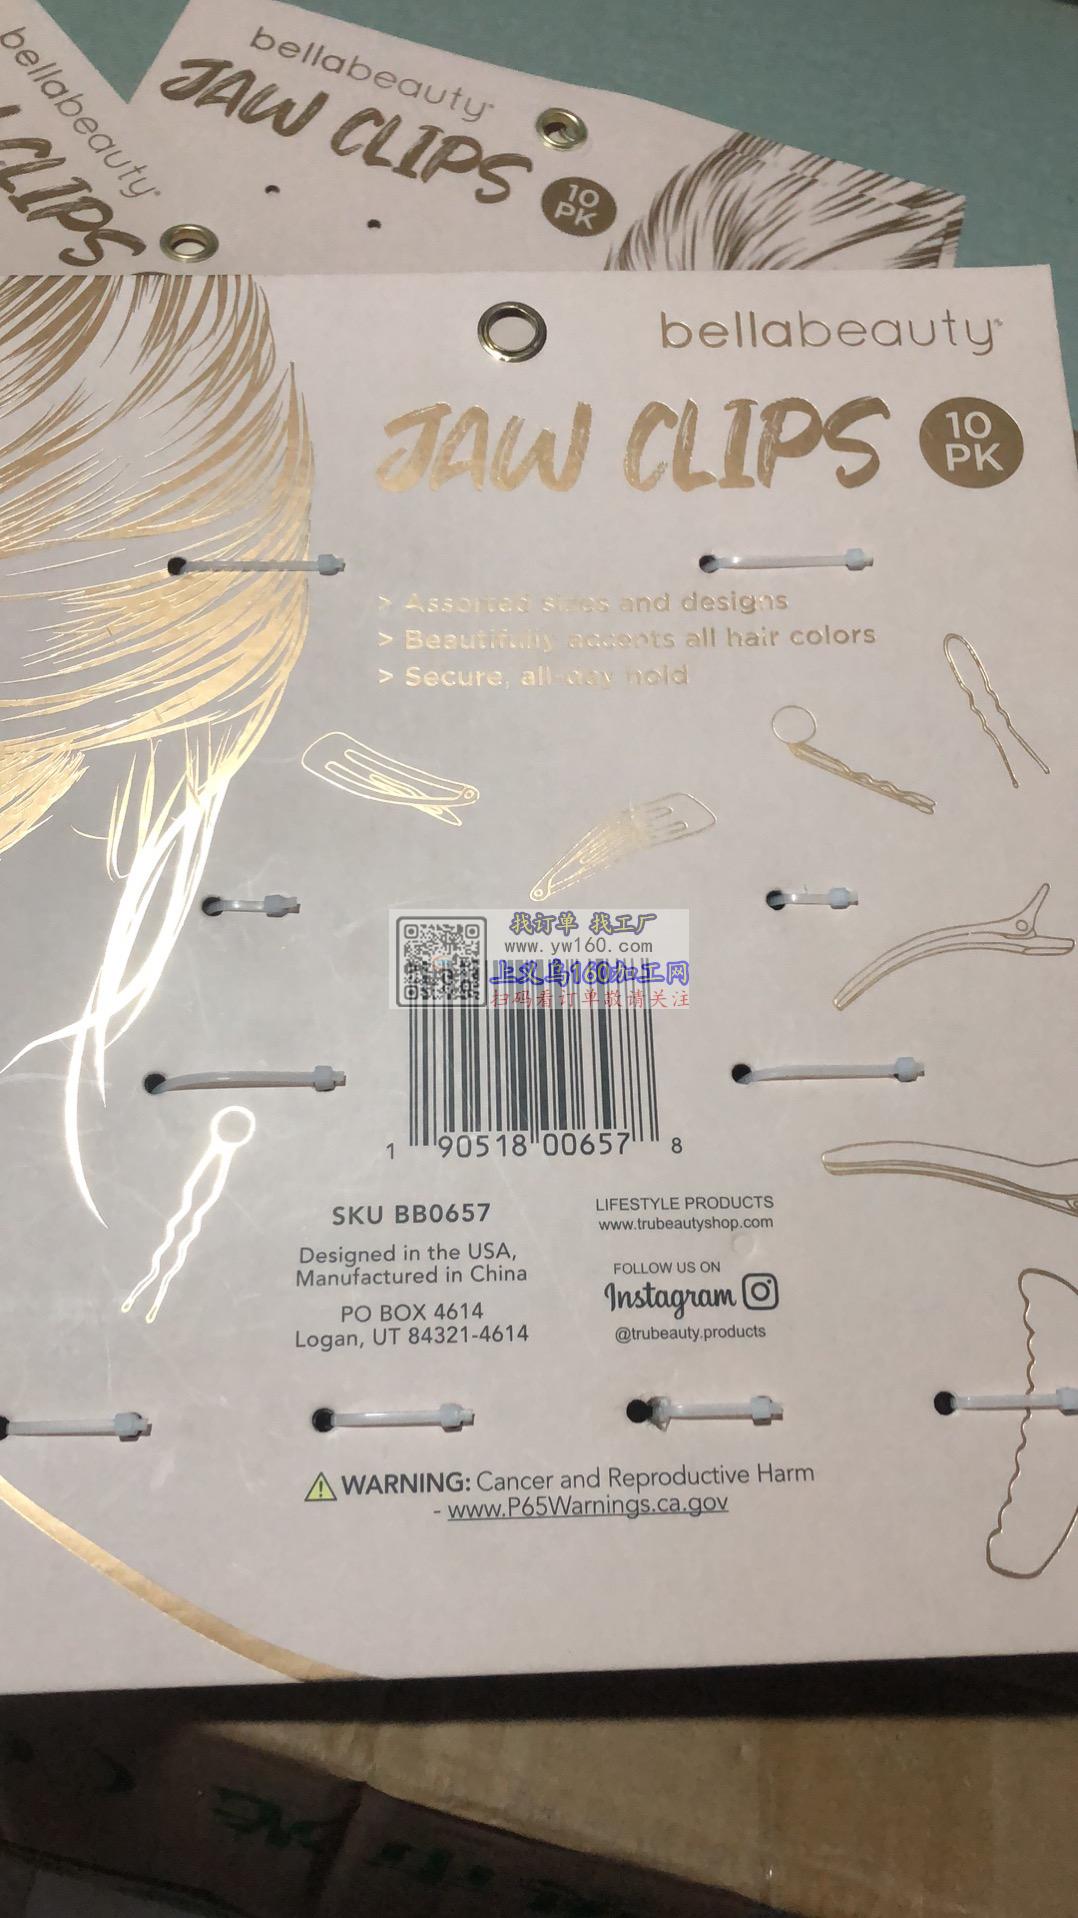 bellabeauty
CLIPS
bellabeauty
JAW CLIPS
10
PK
bellabeauty
JAW CLIPS
10
PK
> Assorted sizes and designs
> Beautifully accents all hair colors
> Secure, all-day hold
找订单 找工厂
www.yw160.com
上义乌160加工网
扫码看订单敬请关注
1 90518 00657 8
SKU BB0657
Designed in the USA,
Manufactured in China
PO BOX 4614
Logan, UT 84321-4614
LIFESTYLE PRODUCTS
www.trubeautyshop.com
FOLLOW US ON
Instagram
@trubeauty.products
WARNING: Cancer and Reproductive Harm
- www.P65Warnings.ca.gov